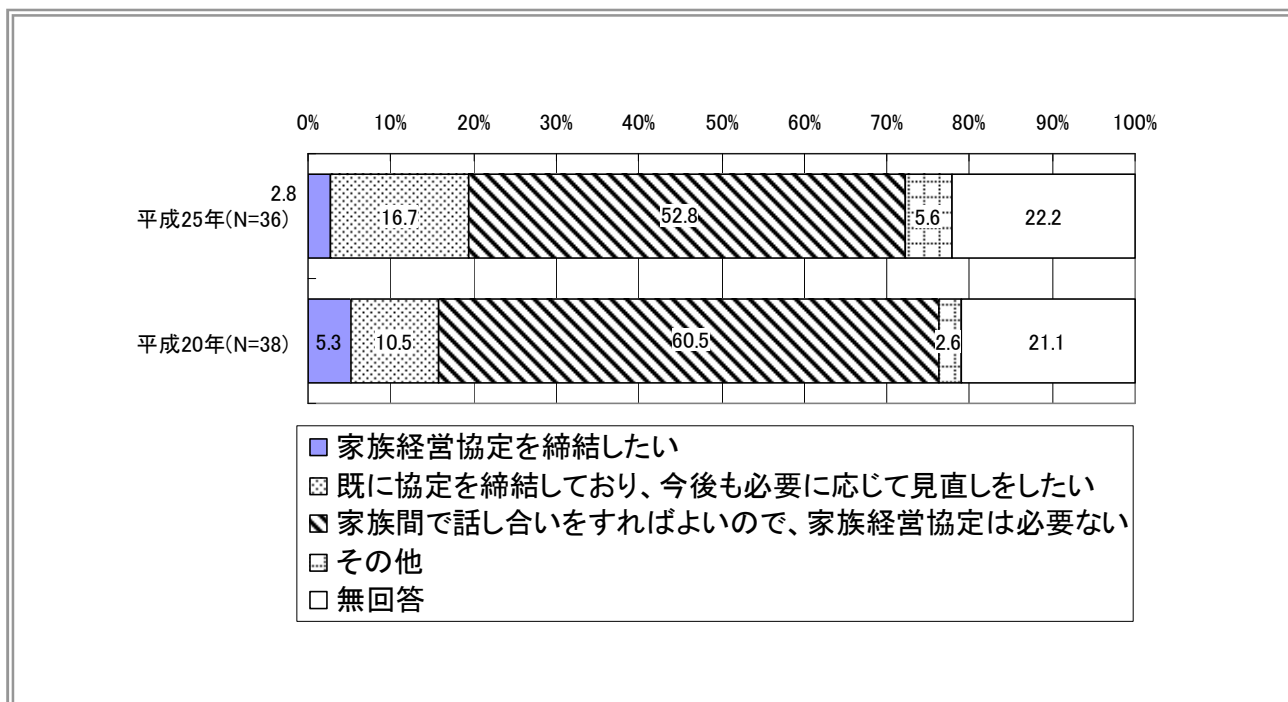 0% 10% 20% 30% 40% 50% 60% 70% 80% 90% 100%
2.8
平成25年(N=36) 16.7 52.8 5.6 22.2
平成20年(N=38) 5.3 10.5 60.5 2.6 21.1
家族経営協定を締結したい
既に協定を締結しており、今後も必要に応じて見直しをしたい
家族間で話し合いをすればよいので、家族経営協定は必要ない
その他
無回答